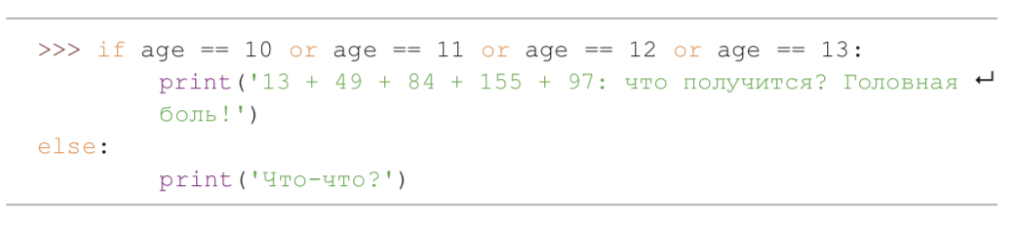 >>> if age == 10 or age == 11 or age == 12 or age == 13:
print('13 + 49 + 84 + 155 + 97: что получится? Головная ↵
боль!')
else:
print('Что-что?')